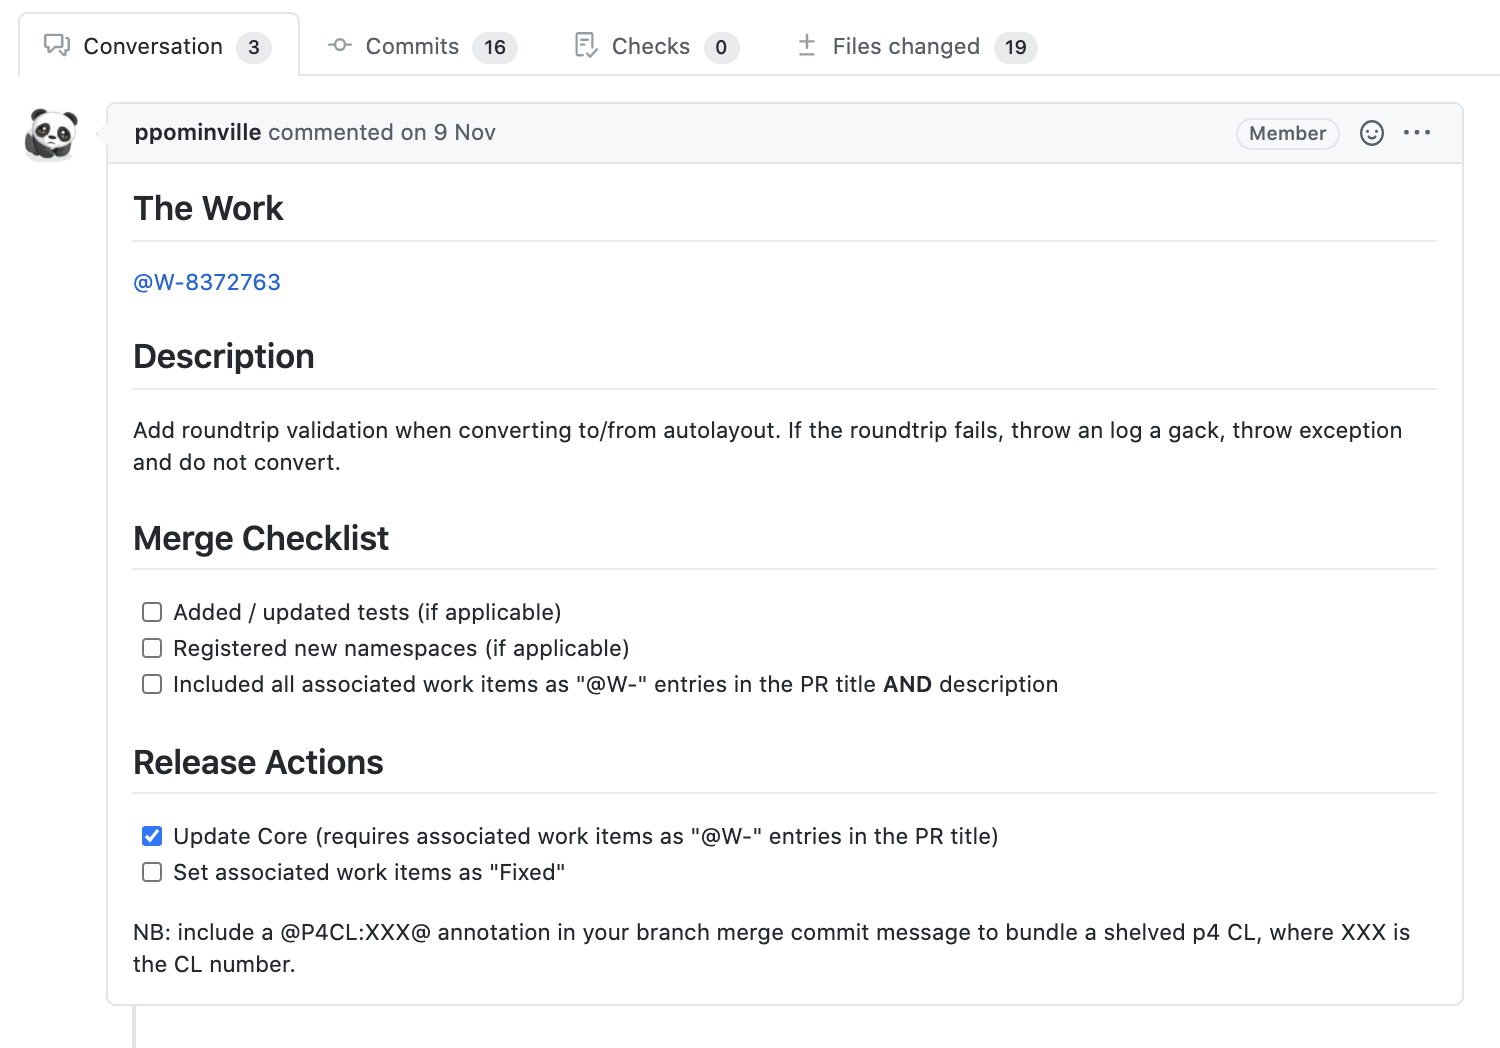 Conversation 3 Commits 16 Checks 0 Files changed 19
ppominville commented on 9 Nov Member
The Work
@W-8372763
Description
Add roundtrip validation when converting to/from autolayout. If the roundtrip fails, throw an log a gack, throw exception
and do not convert.
Merge Checklist
Added / updated tests (if applicable)
Registered new namespaces (if applicable)
Included all associated work items as "@W-" entries in the PR title AND description
Release Actions
Update Core (requires associated work items as "@W-" entries in the PR title)
Set associated work items as "Fixed"
NB: include a @P4CL:XXX@ annotation in your branch merge commit message to bundle a shelved p4 CL, where XXX is
the CL number.